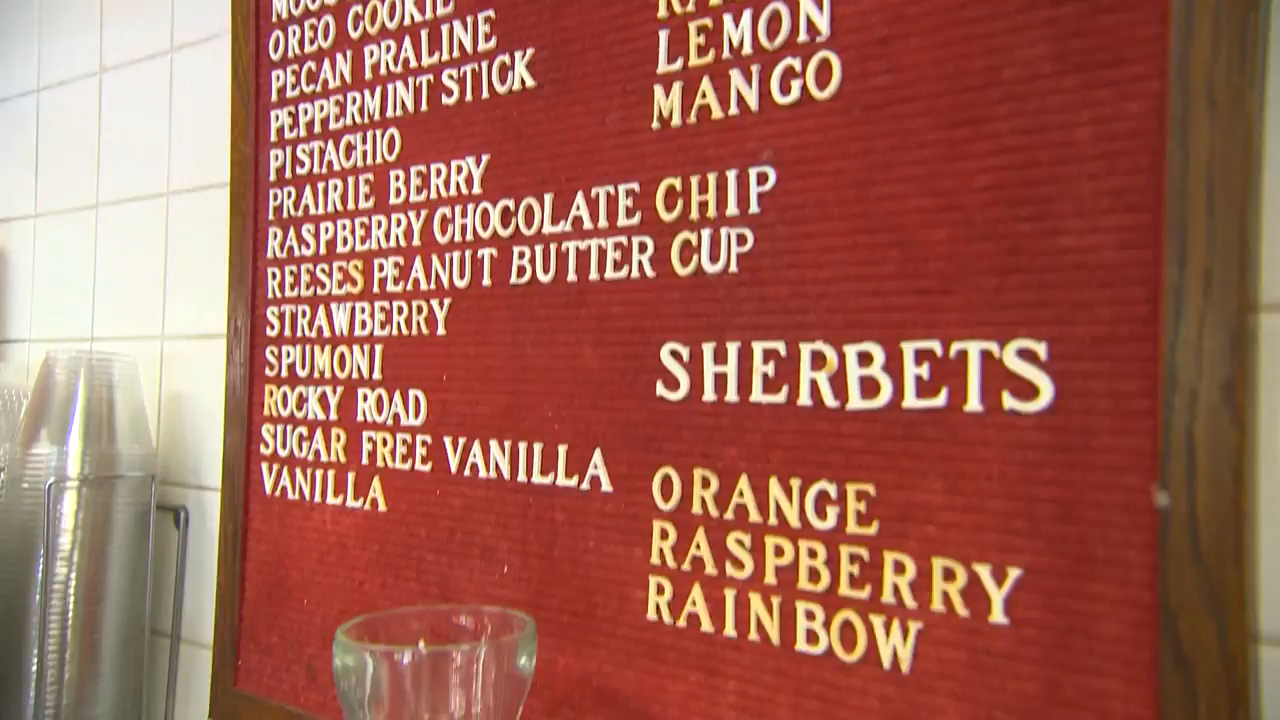 OREO COOKIE
PECAN PRALINE
PEPPERMINT STICK
PISTACHIO
PRAIRIE BERRY
RASPBERRY CHOCOLATE CHIP
REESES PEANUT BUTTER CUP
STRAWBERRY
SPUMONI
ROCKY ROAD
SUGAR FREE VANILLA
VANILLA
LEMON
MANGO
SHERBETS
ORANGE
RASPBERRY
RAINBOW